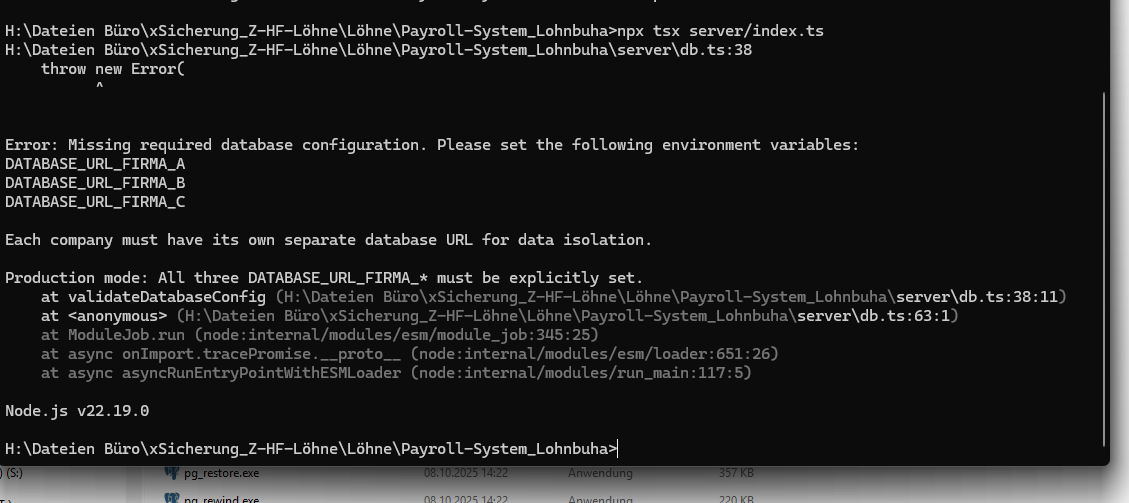 H:\Dateien Büro\xSicherung_Z-HF-Löhne\Löhne\Payroll-System_Lohnbuha>npx tsx server/index.ts
H:\Dateien Büro\xSicherung_Z-HF-Löhne\Löhne\Payroll-System_Lohnbuha\server\db.ts:38
    throw new Error(
          ^
Error: Missing required database configuration. Please set the following environment variables:
DATABASE_URL_FIRMA_A
DATABASE_URL_FIRMA_B
DATABASE_URL_FIRMA_C
Each company must have its own separate database URL for data isolation.
Production mode: All three DATABASE_URL_FIRMA_* must be explicitly set.
    at validateDatabaseConfig (H:\Dateien Büro\xSicherung_Z-HF-Löhne\Löhne\Payroll-System_Lohnbuha\server\db.ts:38:11)
    at <anonymous> (H:\Dateien Büro\xSicherung_Z-HF-Löhne\Löhne\Payroll-System_Lohnbuha\server\db.ts:63:1)
    at ModuleJob.run (node:internal/modules/esm/module_job:345:25)
    at async onImport.tracePromise.__proto__ (node:internal/modules/esm/loader:651:26)
    at async asyncRunEntryPointWithESMLoader (node:internal/modules/run_main:117:5)
Node.js v22.19.0
H:\Dateien Büro\xSicherung_Z-HF-Löhne\Löhne\Payroll-System_Lohnbuha>
) (S:) pg_restore.exe 08.10.2025 14:22 Anwendung 357 KB
pg_rewind.exe 08.10.2025 14:22 Anwendung 220 KB